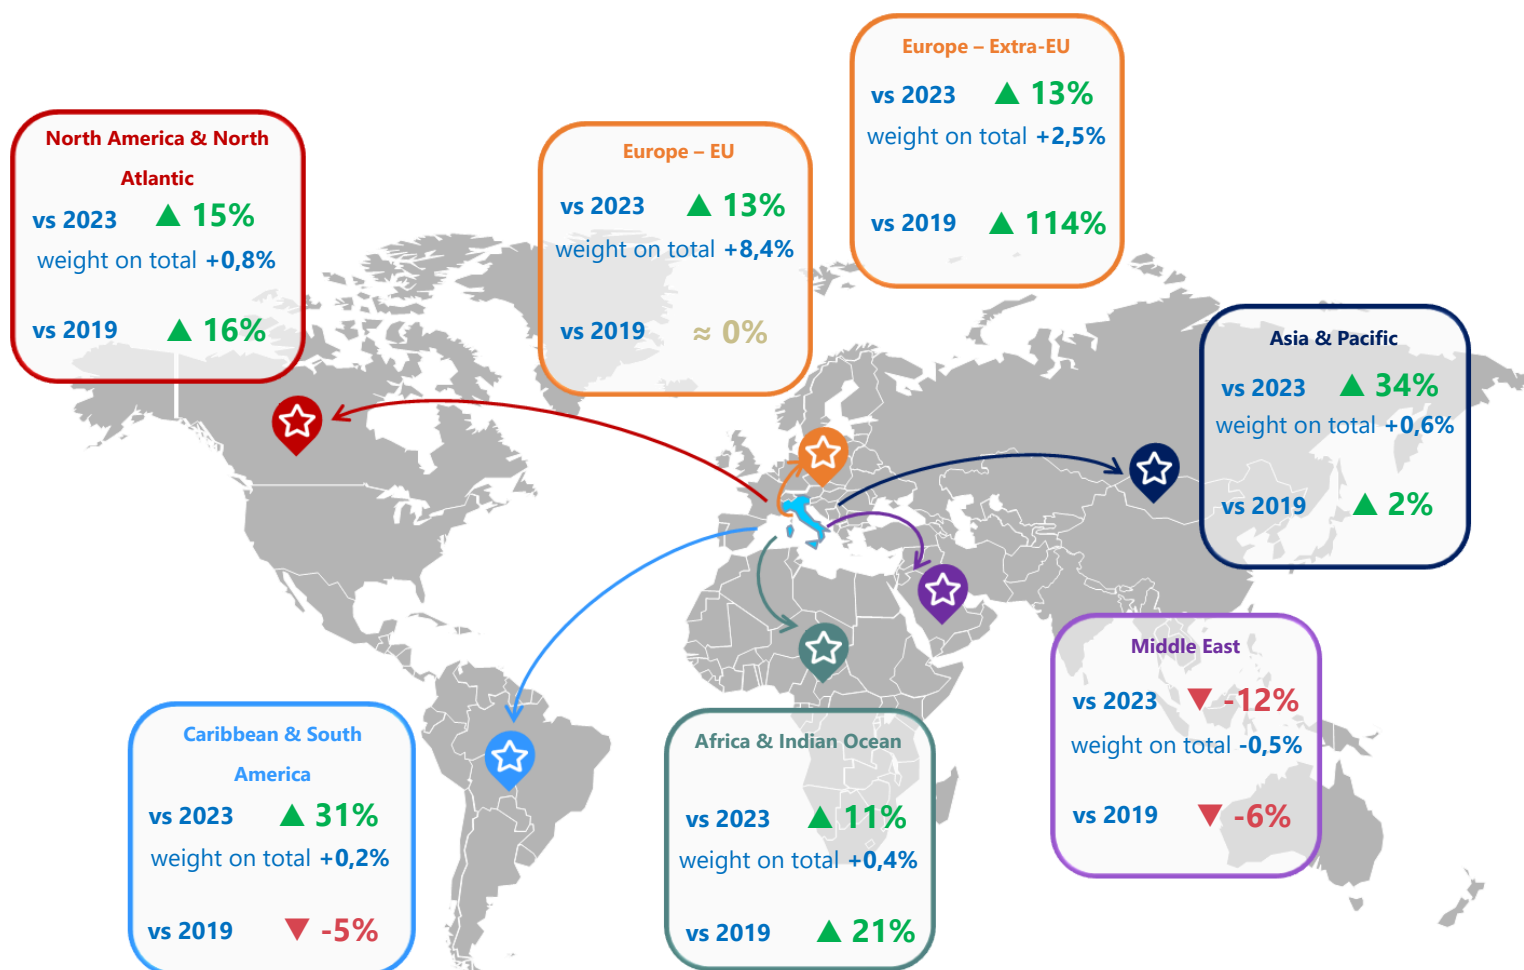 Europe – Extra-EU
vs 2023 ▲ 13%
weight on total +2,5%
vs 2019 ▲ 114%
North America & North
Atlantic
vs 2023 ▲ 15%
weight on total +0,8%
vs 2019 ▲ 16%
Europe – EU
vs 2023 ▲ 13%
weight on total +8,4%
vs 2019 ≈ 0%
Asia & Pacific
vs 2023 ▲ 34%
weight on total +0,6%
vs 2019 ▲ 2%
Middle East
vs 2023 ▼ -12%
weight on total -0,5%
vs 2019 ▼ -6%
Caribbean & South
America
vs 2023 ▲ 31%
weight on total +0,2%
vs 2019 ▼ -5%
Africa & Indian Ocean
vs 2023 ▲ 11%
weight on total +0,4%
vs 2019 ▲ 21%